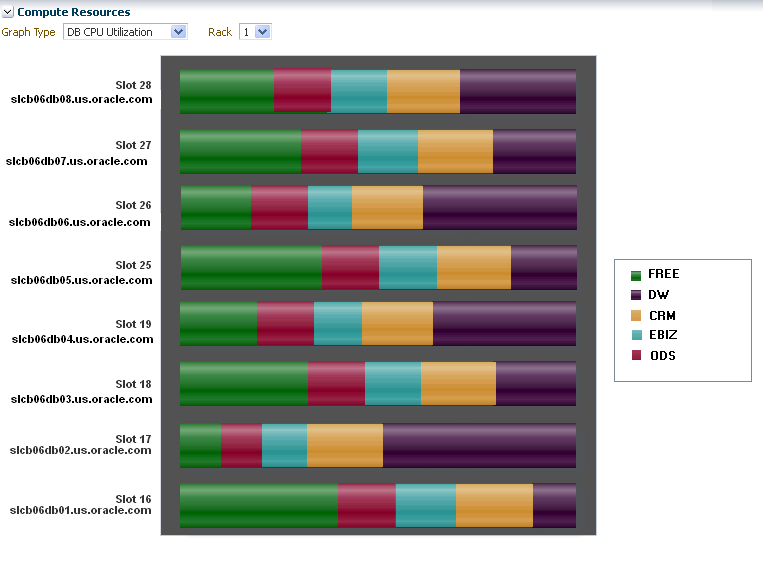 Compute Resources
Graph Type DB CPU Utilization Rack 1
Slot 28
slcb06db08.us.oracle.com
Slot 27
slcb06db07.us.oracle.com
Slot 26
slcb06db06.us.oracle.com
Slot 25
slcb06db05.us.oracle.com
Slot 19
slcb06db04.us.oracle.com
Slot 18
slcb06db03.us.oracle.com
Slot 17
slcb06db02.us.oracle.com
Slot 16
slcb06db01.us.oracle.com
FREE
DW
CRM
EBIZ
ODS